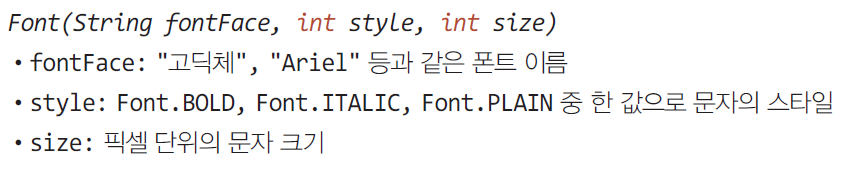 Font(String fontFace, int style, int size)
• fontFace: "고딕체", "Ariel" 등과 같은 폰트 이름
• style: Font.BOLD, Font.ITALIC, Font.PLAIN 중 한 값으로 문자의 스타일
• size: 픽셀 단위의 문자 크기